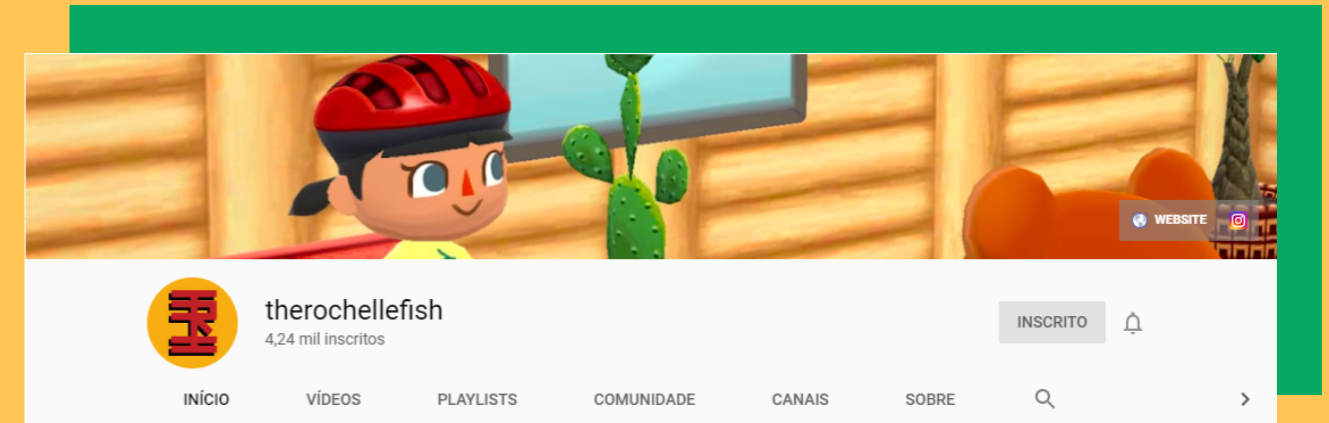 WEBSITE
therochellefish
4,24 mil inscritos
INSCRITO
INÍCIO VÍDEOS PLAYLISTS COMUNIDADE CANAIS SOBRE